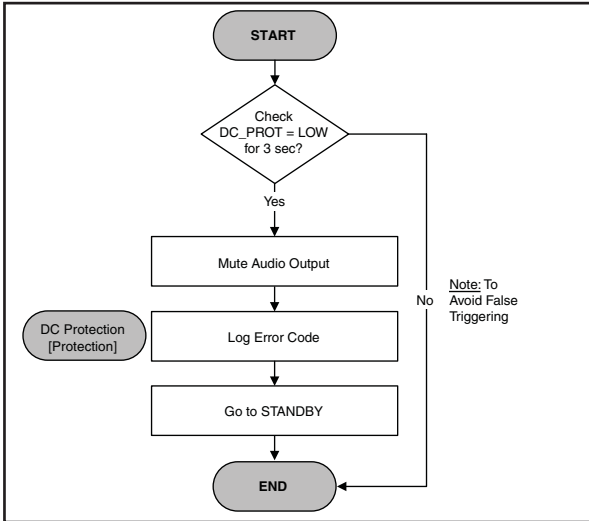 START
Check
DC_PROT = LOW
for 3 sec?
Yes
Mute Audio Output
No
Note: To
Avoid False
Triggering
DC Protection
[Protection]
Log Error Code
Go to STANDBY
END